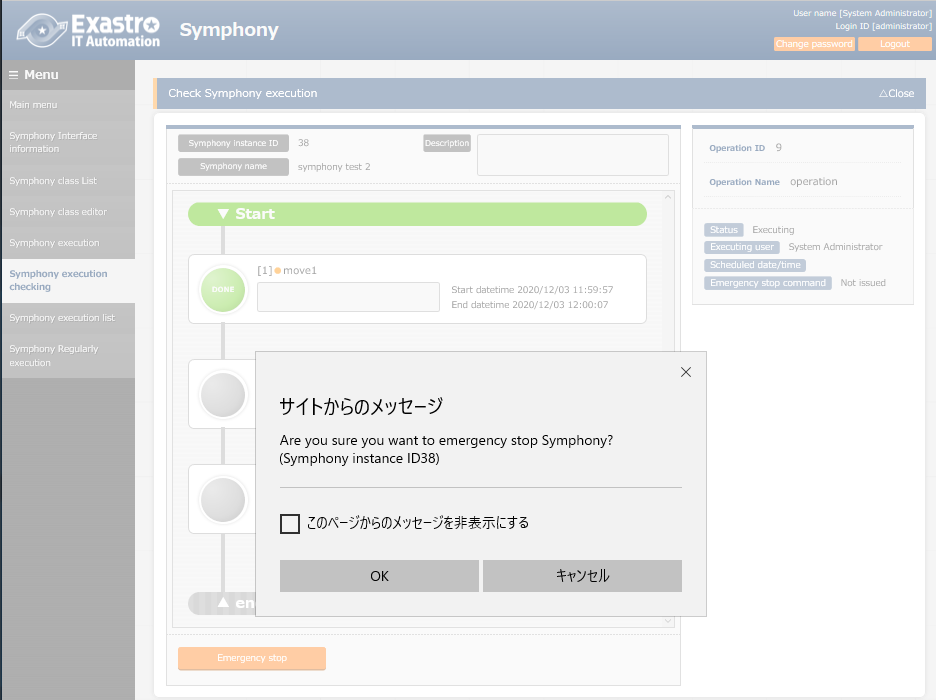 Exastro
IT Automation
Symphony
User name [System Administrator]
Login ID [administrator]
Change password
Logout
☰ Menu
Main menu
Symphony Interface
information
Symphony class List
Symphony class editor
Symphony execution
Symphony execution
checking
Symphony execution list
Symphony Regularly
execution
Check Symphony execution
△Close
Symphony instance ID
38
Description
Symphony name
symphony test 2
▼ Start
DONE
[1]●move1
Start datetime 2020/12/03 11:59:57
End datetime 2020/12/03 12:00:07
▲ en
Emergency stop
Operation ID
9
Operation Name
operation
Status
Executing
Executing user
System Administrator
Scheduled date/time
Emergency stop command
Not issued
サイトからのメッセージ
Are you sure you want to emergency stop Symphony?
(Symphony instance ID38)
このページからのメッセージを非表示にする
OK
キャンセル